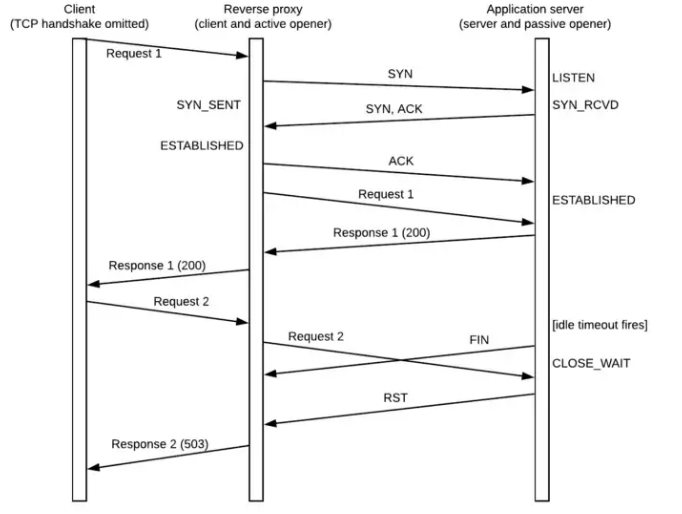 Client
(TCP handshake omitted)
Reverse proxy
(client and active opener)
Application server
(server and passive opener)
Request 1
SYN
LISTEN
SYN_SENT
SYN, ACK
SYN_RCVD
ESTABLISHED
ACK
Request 1
ESTABLISHED
Response 1 (200)
Response 1 (200)
Request 2
[idle timeout fires]
Request 2
FIN
CLOSE_WAIT
RST
Response 2 (503)